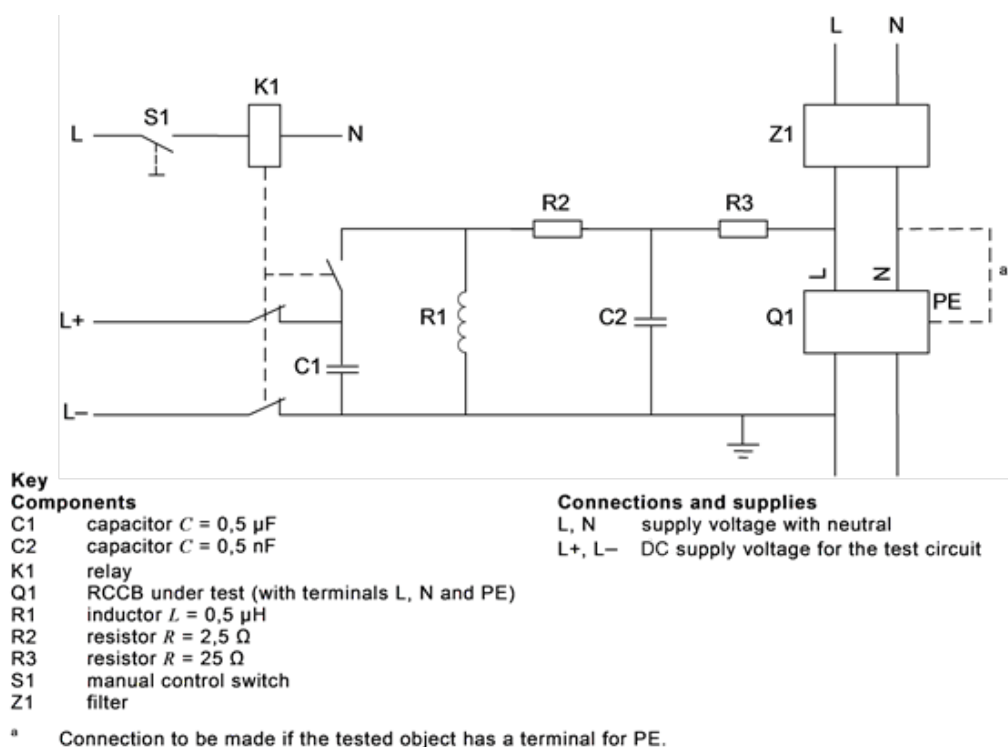 L N
K1
S1
L N
Z1
R2 R3
L N
a
L+
R1 C2 Q1 PE
C1
L–
Key
Components
C1 capacitor C = 0,5 µF
C2 capacitor C = 0,5 nF
K1 relay
Q1 RCCB under test (with terminals L, N and PE)
R1 inductor L = 0,5 µH
R2 resistor R = 2,5 Ω
R3 resistor R = 25 Ω
S1 manual control switch
Z1 filter
Connections and supplies
L, N supply voltage with neutral
L+, L– DC supply voltage for the test circuit
a Connection to be made if the tested object has a terminal for PE.